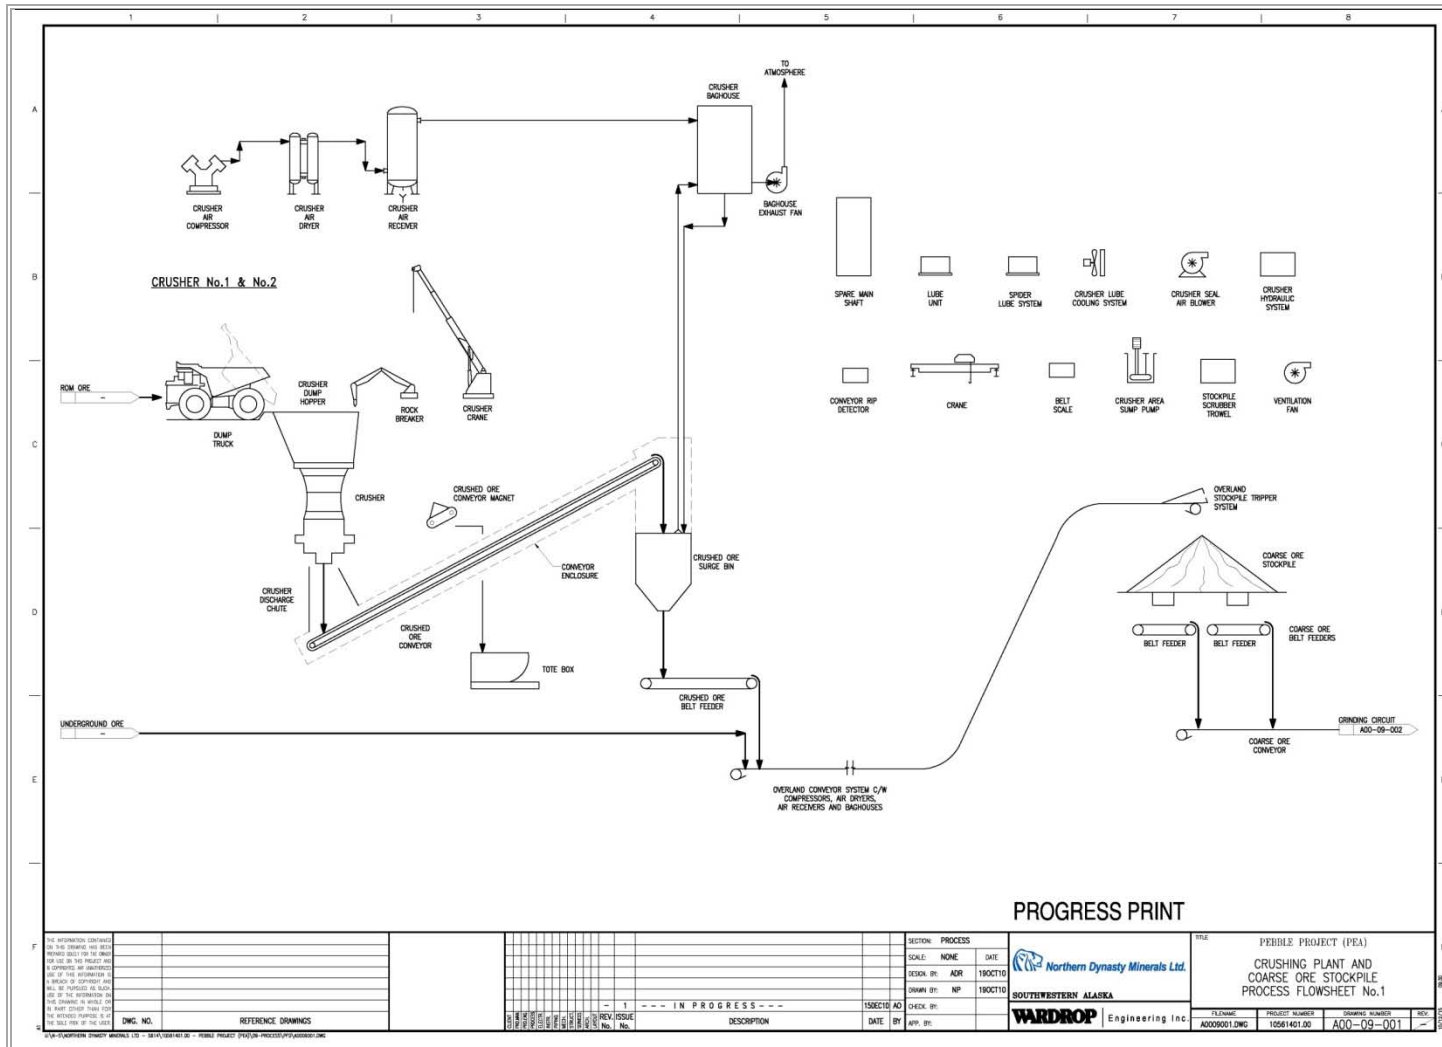 1 2 3 4 5 6 7 8
A
B
C
D
E
F
TO
ATMOSPHERE
CRUSHER
BAGHOUSE
BAGHOUSE
EXHAUST FAN
CRUSHER
AIR
COMPRESSOR
CRUSHER
AIR
DRYER
CRUSHER
AIR
RECEIVER
CRUSHER No.1 & No.2
SPARE MAIN
SHAFT
LUBE
UNIT
SPIDER
LUBE SYSTEM
CRUSHER LUBE
COOLING SYSTEM
CRUSHER SEAL
AIR BLOWER
CRUSHER
HYDRAULIC
SYSTEM
ROM ORE
-
DUMP
TRUCK
CRUSHER
DUMP
HOPPER
ROCK
BREAKER
CRUSHER
CRANE
CONVEYOR RIP
DETECTOR
CRANE
BELT
SCALE
CRUSHER AREA
SUMP PUMP
STOCKPILE
SCRUBBER
TROWEL
VENTILATION
FAN
CRUSHER
CRUSHED ORE
CONVEYOR MAGNET
OVERLAND
STOCKPILE TRIPPER
SYSTEM
CONVEYOR
ENCLOSURE
CRUSHED ORE
SURGE BIN
COARSE ORE
STOCKPILE
CRUSHER
DISCHARGE
CHUTE
CRUSHED
ORE
CONVEYOR
TOTE BOX
BELT FEEDER
BELT FEEDER
COARSE ORE
BELT FEEDERS
CRUSHED ORE
BELT FEEDER
UNDERGROUND ORE
-
GRINDING CIRCUIT
A00-09-002
COARSE ORE
CONVEYOR
OVERLAND CONVEYOR SYSTEM C/W
COMPRESSORS, AIR DRYERS,
AIR RECEIVERS AND BAGHOUSES
PROGRESS PRINT
DWG. NO. REFERENCE DRAWINGS
- 1 --- IN PROGRESS --- 15DEC10 AO
REV. No. ISSUE No. DESCRIPTION DATE BY
SECTION: PROCESS
SCALE: NONE DATE
DESIGN. BY: ADR 19OCT10
DRAWN BY: NP 19OCT10
CHECK. BY:
APP. BY:
Northern Dynasty Minerals Ltd.
SOUTHWESTERN ALASKA
WARDROP Engineering Inc.
TITLE
PEBBLE PROJECT (PEA)
CRUSHING PLANT AND
COARSE ORE STOCKPILE
PROCESS FLOWSHEET No.1
FILENAME PROJECT NUMBER DRAWING NUMBER REV.
A0009001.DWG 10561401.00 A00-09-001 -